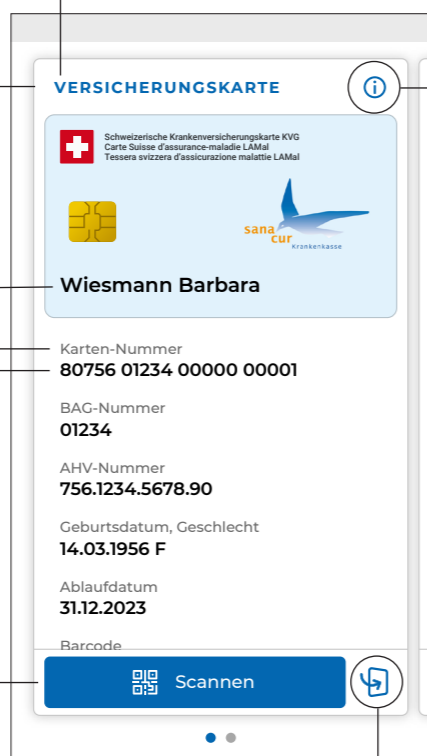 VERSICHERUNGSKARTE
Schweizerische Krankenversicherungskarte KVG
Carte Suisse d'assurance-maladie LAMal
Tessera svizzera d'assicurazione malattie LAMal
sana
cur
Krankenkasse
Wiesmann Barbara
Karten-Nummer
80756 01234 00000 00001
BAG-Nummer
01234
AHV-Nummer
756.1234.5678.90
Geburtsdatum, Geschlecht
14.03.1956 F
Ablaufdatum
31.12.2023
Barcode
Scannen